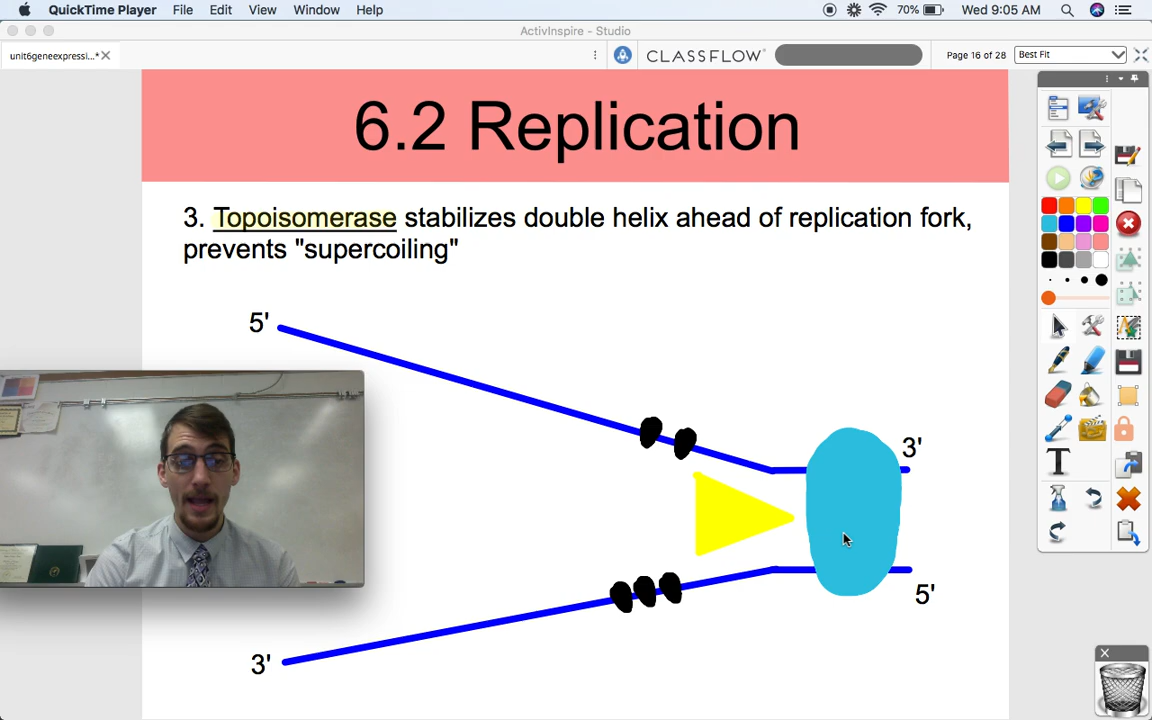 QuickTime Player File Edit View Window Help 70% Wed 9:05 AM
ActivInspire - Studio
unit6geneexpressi...* CLASSFLOW Page 16 of 28 Best Fit
6.2 Replication
3. Topoisomerase stabilizes double helix ahead of replication fork,
prevents "supercoiling"
5'
3'
5'
3'
T